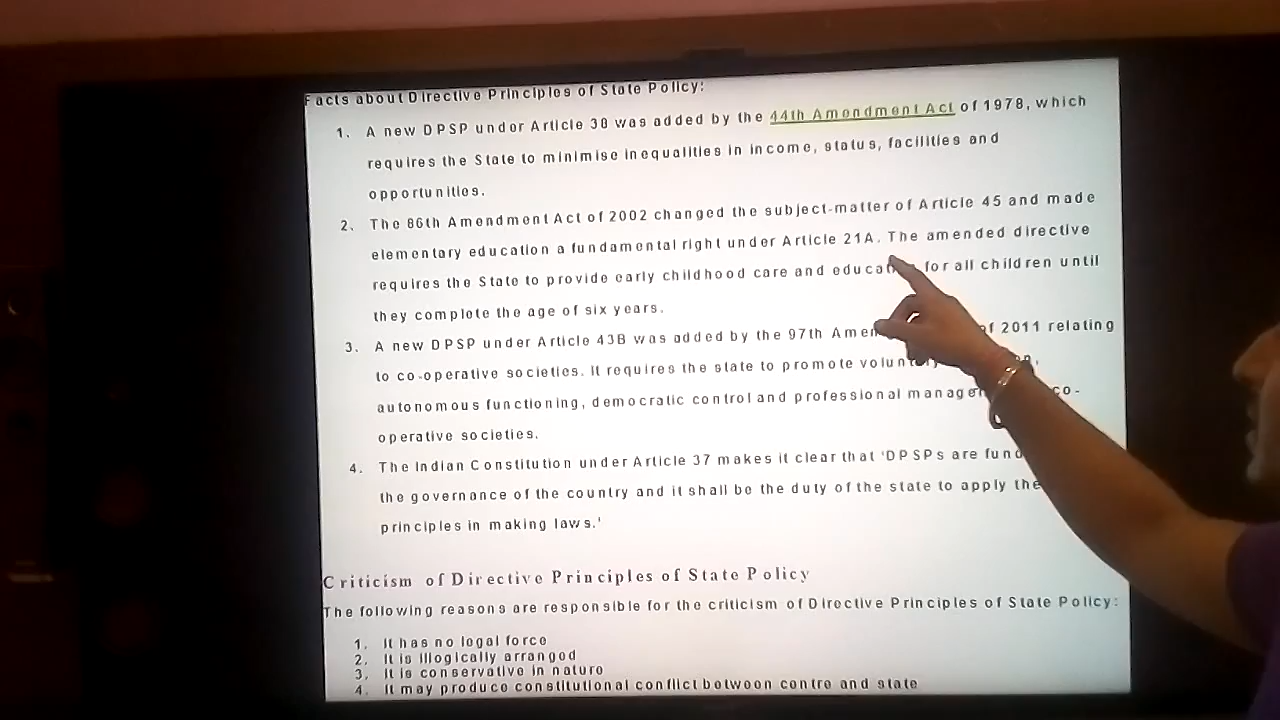 Facts about Directive Principles of State Policy:
1. A new DPSP under Article 38 was added by the 44th Amendment Act of 1978, which
requires the State to minimise inequalities in income, status, facilities and
opportunities.
2. The 86th Amendment Act of 2002 changed the subject-matter of Article 45 and made
elementary education a fundamental right under Article 21A. The amended directive
requires the State to provide early childhood care and for all children until
they complete the age of six years.
3. A new DPSP under Article 43B was added by the 97th of 2011 relating
to co-operative societies. It requires the state to promote
autonomous functioning, democratic control and professional co-
operative societies.
4. The Indian Constitution under Article 37 makes it clear that 'DPSPs are
the governance of the country and it shall be the duty of the state to apply
principles in making laws.'
Criticism of Directive Principles of State Policy
The following reasons are responsible for the criticism of Directive Principles of State Policy:
1. It has no legal force
2. It is illogically arranged
3. It is conservative in nature
4. It may produce constitutional conflict between centre and state